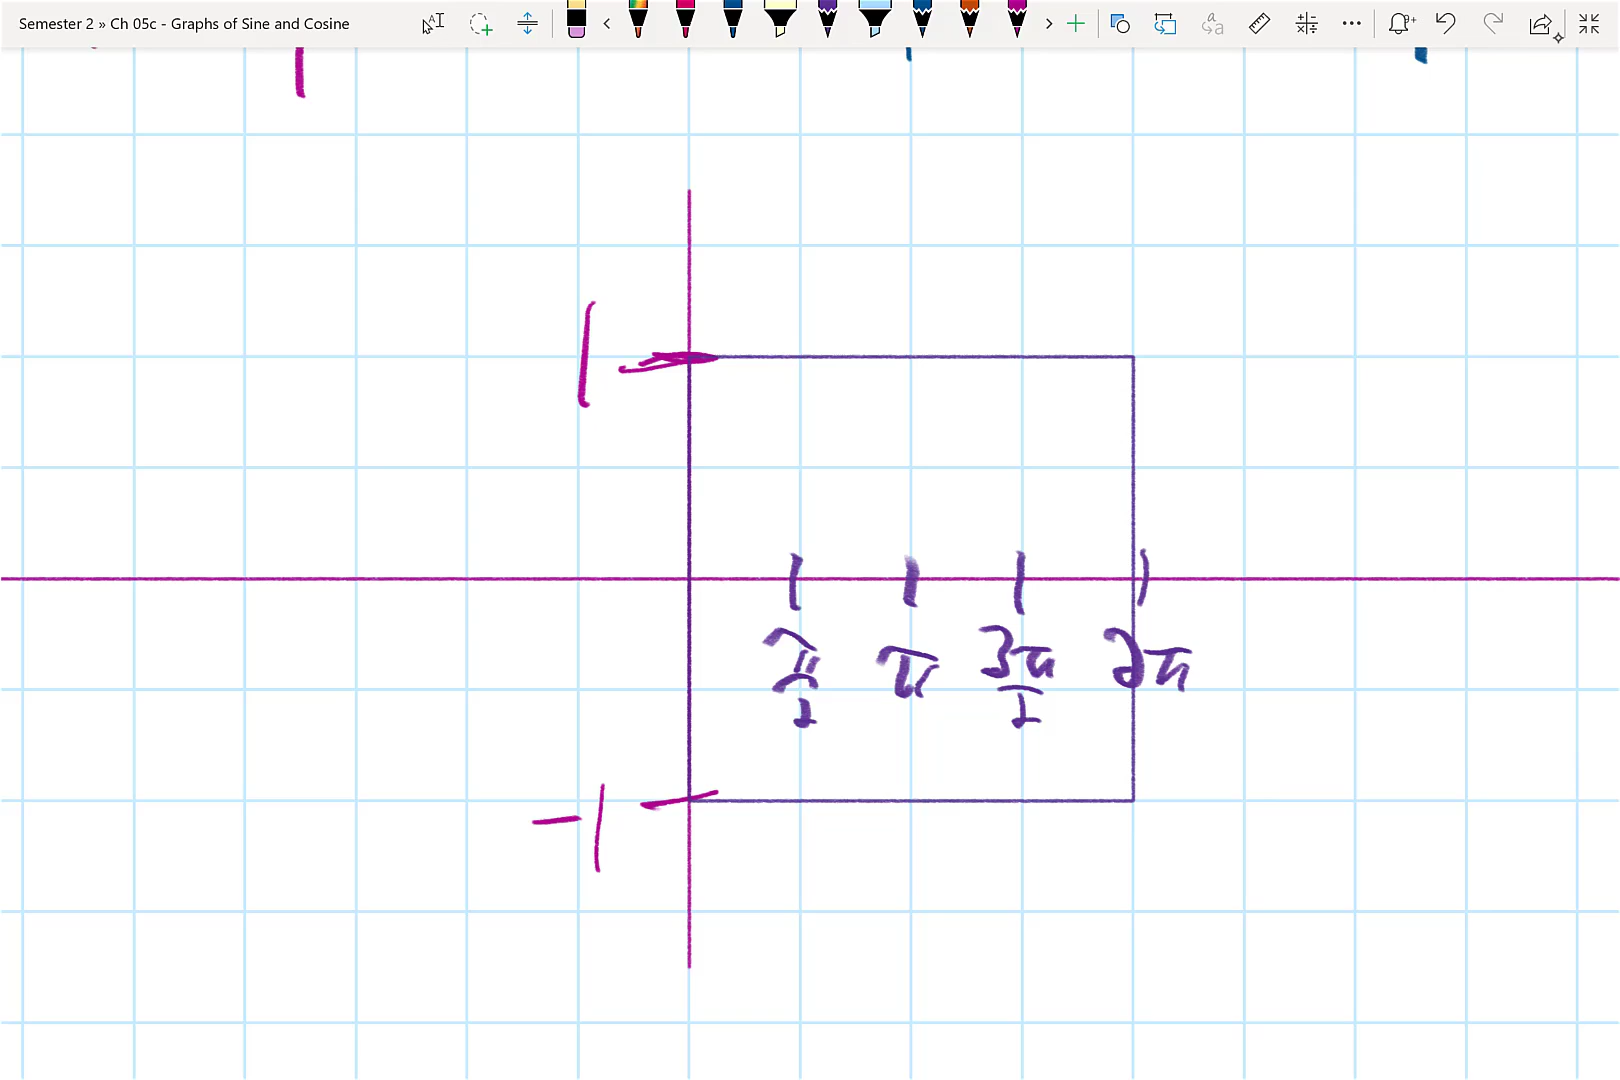 Semester 2 » Ch 05c - Graphs of Sine and Cosine
1
π/2 π 3π/2 2π
-1